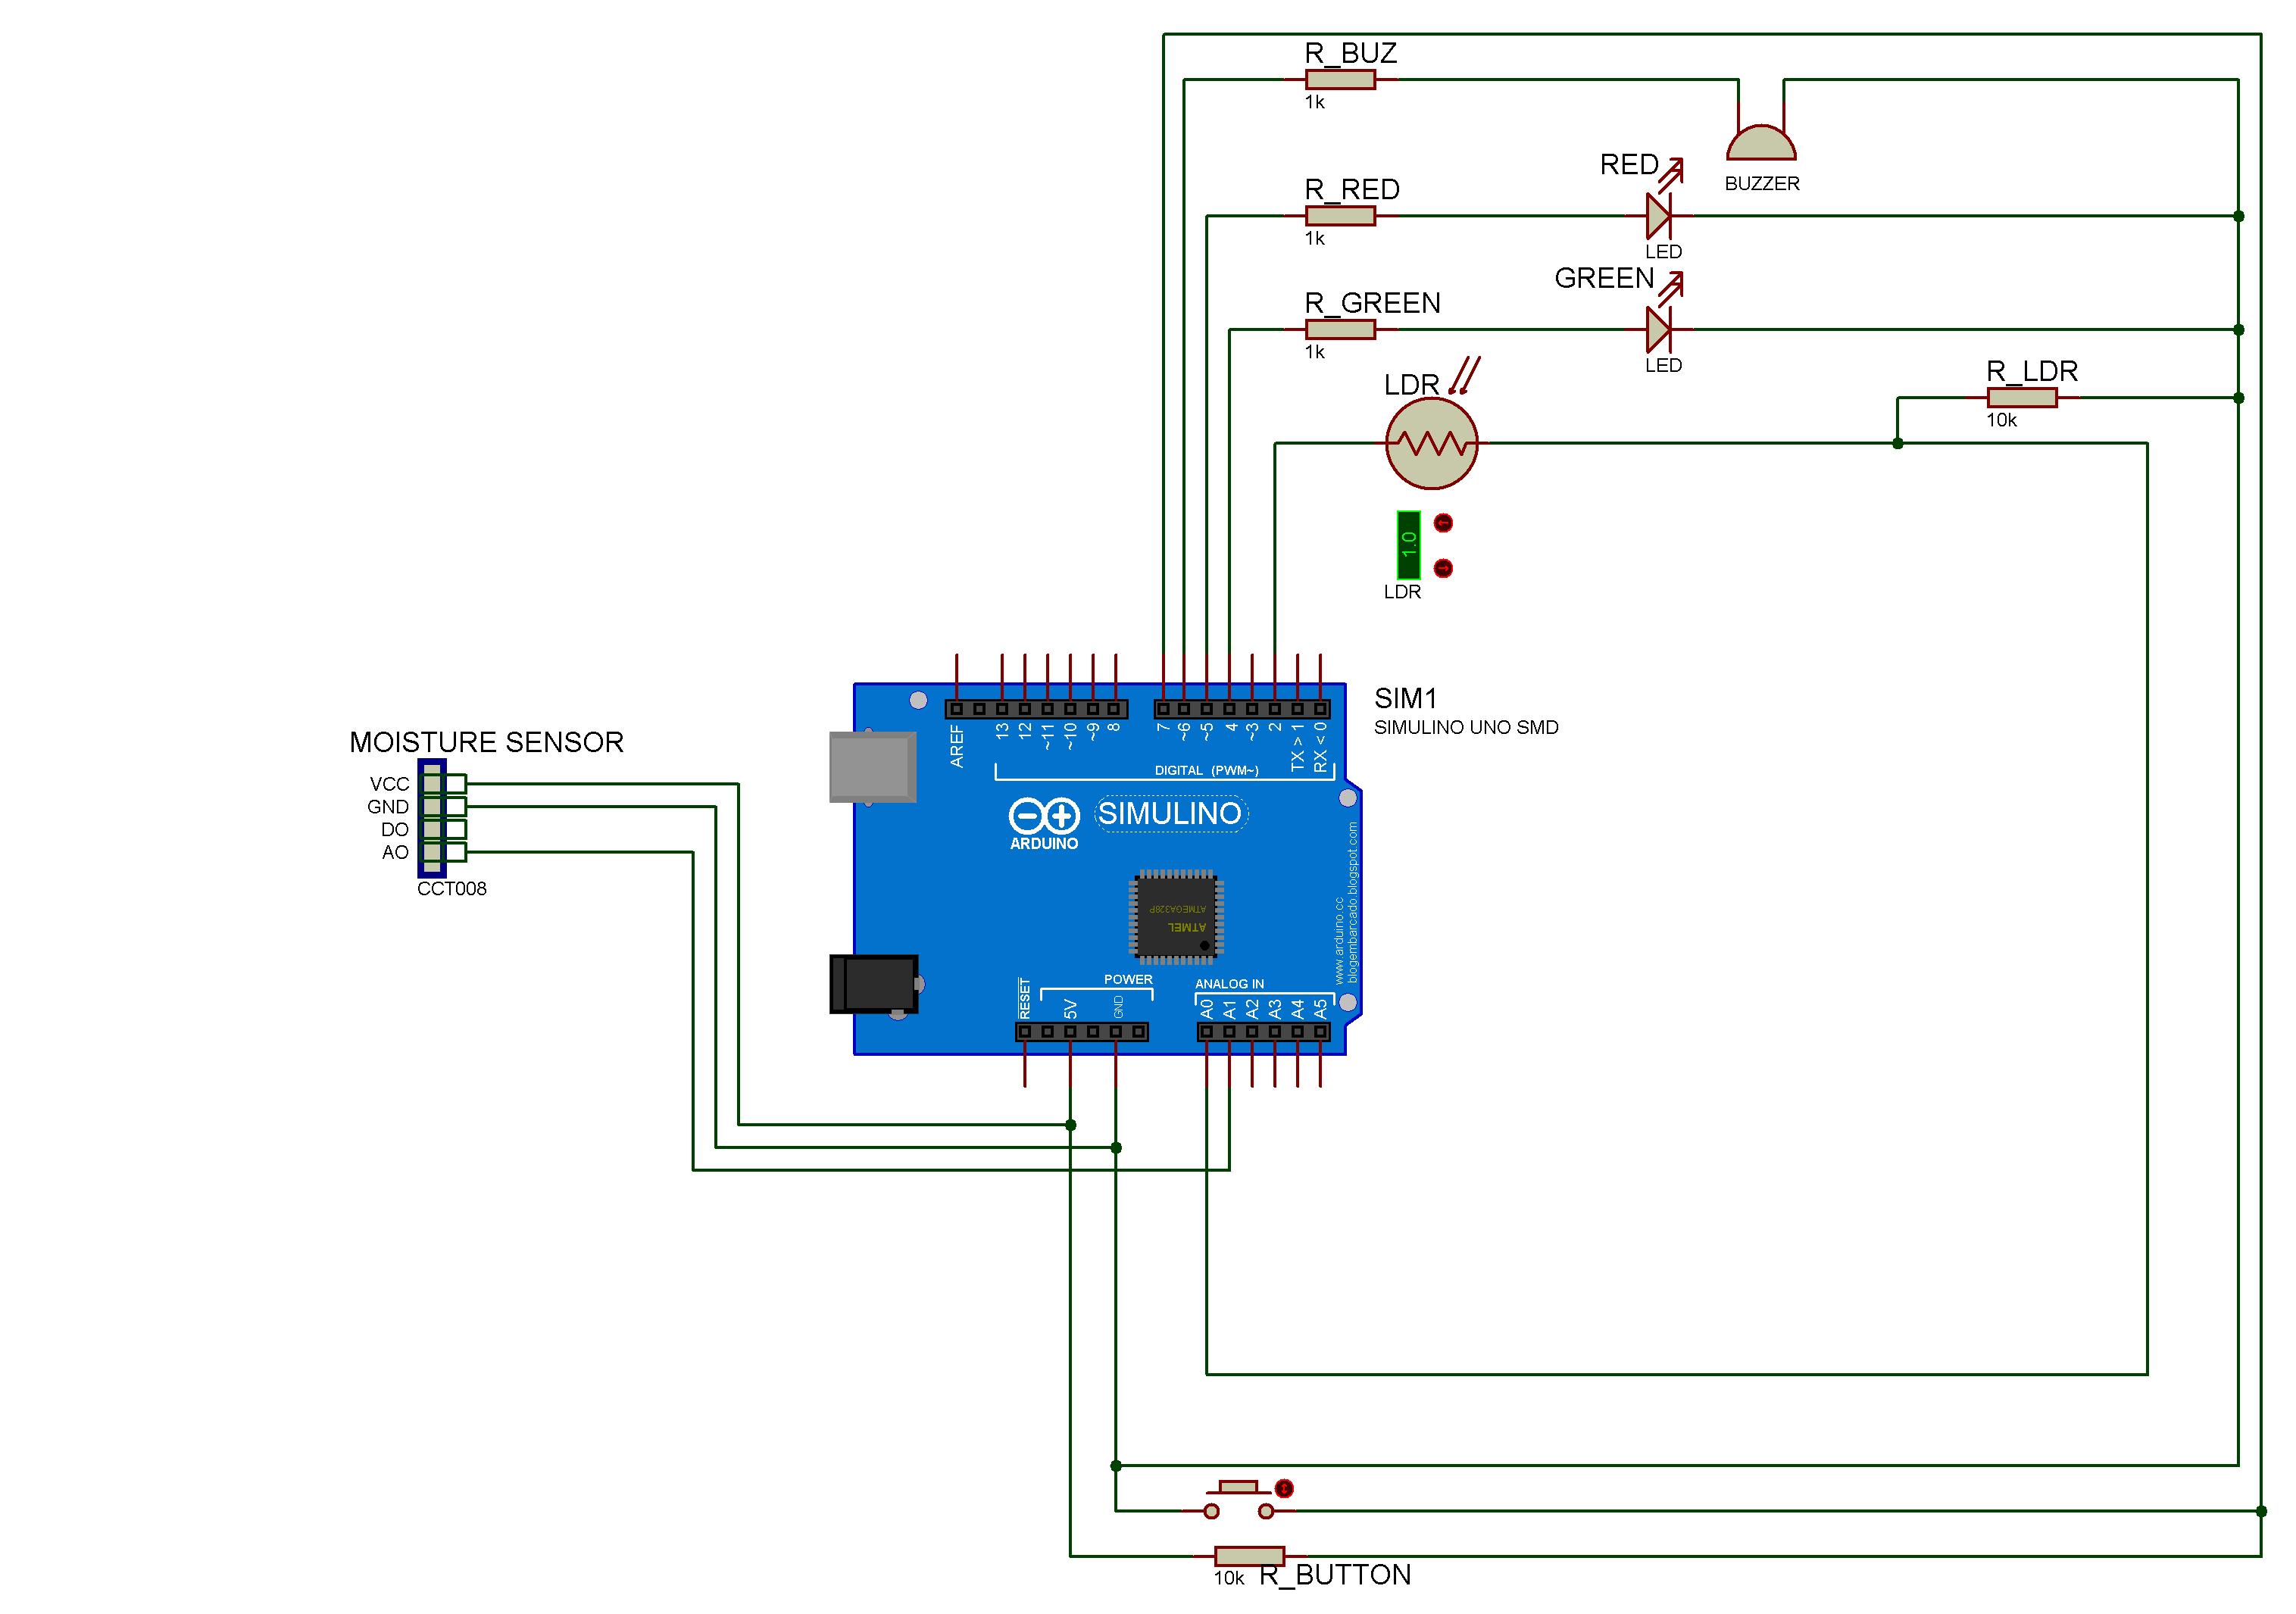 R_BUZ
1k
BUZZER
R_RED
1k
RED
LED
R_GREEN
1k
GREEN
LED
LDR
R_LDR
10k
1.0
LDR
SIM1
SIMULINO UNO SMD
AREF
13
12
~11
~10
~9
8
7
~6
~5
4
~3
2
TX > 1
RX < 0
DIGITAL (PWM~)
SIMULINO
ARDUINO
ATMEGA328P
ATMEL
www.arduino.cc
blogembarcado.blogspot.com
MOISTURE SENSOR
VCC
GND
DO
AO
CCT008
RESET
5V
POWER
GND
ANALOG IN
A0
A1
A2
A3
A4
A5
10k
R_BUTTON